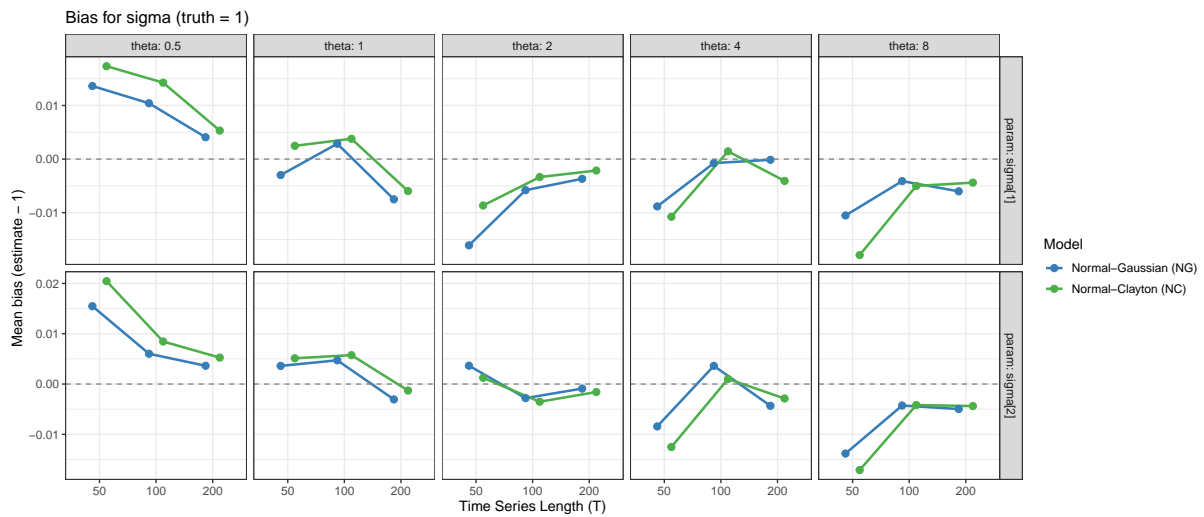 Bias for sigma (truth = 1)
theta: 0.5
theta: 1
theta: 2
theta: 4
theta: 8
0.01
0.00
−0.01
param: sigma[1]
0.02
0.01
0.00
−0.01
param: sigma[2]
Mean bias (estimate − 1)
50 100 200
50 100 200
50 100 200
50 100 200
50 100 200
Time Series Length (T)
Model
Normal−Gaussian (NG)
Normal−Clayton (NC)